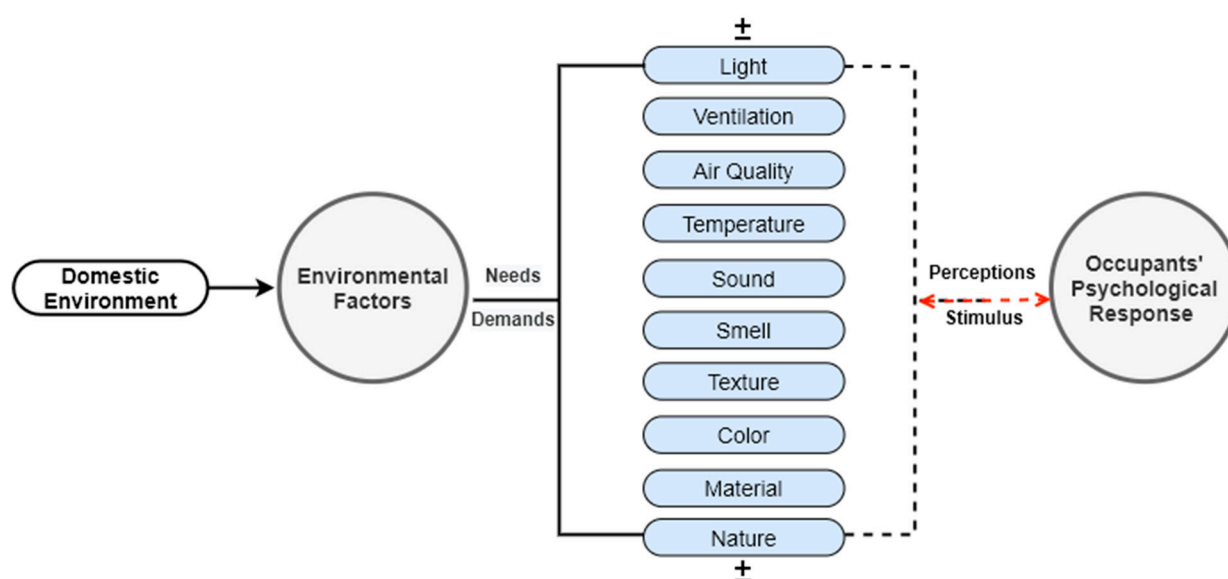 Domestic
Environment
Environmental
Factors
Needs
Demands
±
Light
Ventilation
Air Quality
Temperature
Sound
Smell
Texture
Color
Material
Nature
±
Perceptions
Stimulus
Occupants'
Psychological
Response